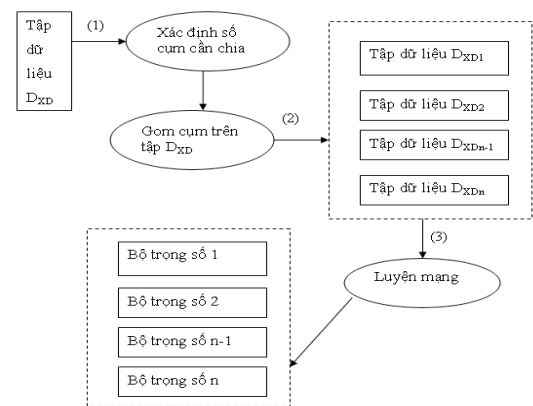 Tập
dữ
liệu
DXD
(1)
Xác định số
cụm cần chia
Gom cụm trên
tập DXD
(2)
Tập dữ liệu DXD1
Tập dữ liệu DXD2
Tập dữ liệu DXDn-1
Tập dữ liệu DXDn
(3)
Luyện mạng
Bộ trọng số 1
Bộ trọng số 2
Bộ trọng số n-1
Bộ trọng số n